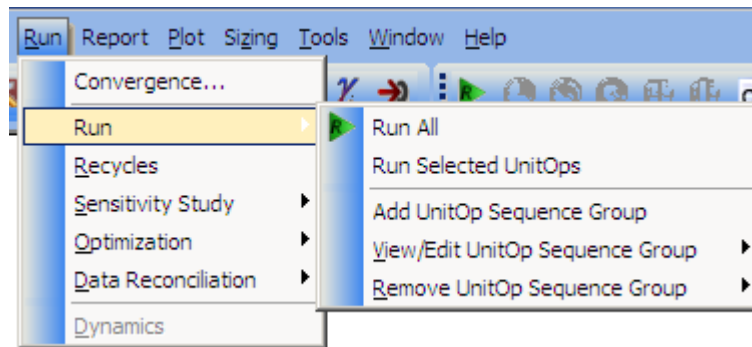 Run Report Plot Sizing Tools Window Help
Convergence...
Run
Recycles
Sensitivity Study
Optimization
Data Reconciliation
Dynamics
R Run All
Run Selected UnitOps
Add UnitOp Sequence Group
View/Edit UnitOp Sequence Group
Remove UnitOp Sequence Group